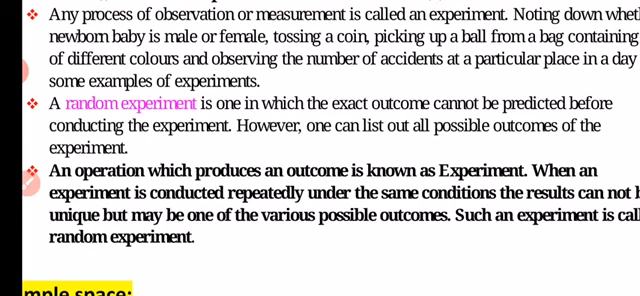 Any process of observation or measurement is called an experiment. Noting down
newborn baby is male or female, tossing a coin, picking up a ball from a bag containing
of different colours and observing the number of accidents at a particular place in a day
some examples of experiments.
A random experiment is one in which the exact outcome cannot be predicted before
conducting the experiment. However, one can list out all possible outcomes of the
experiment.
An operation which produces an outcome is known as Experiment. When an
experiment is conducted repeatedly under the same conditions the results can not
unique but may be one of the various possible outcomes. Such an experiment is
random experiment.
space: